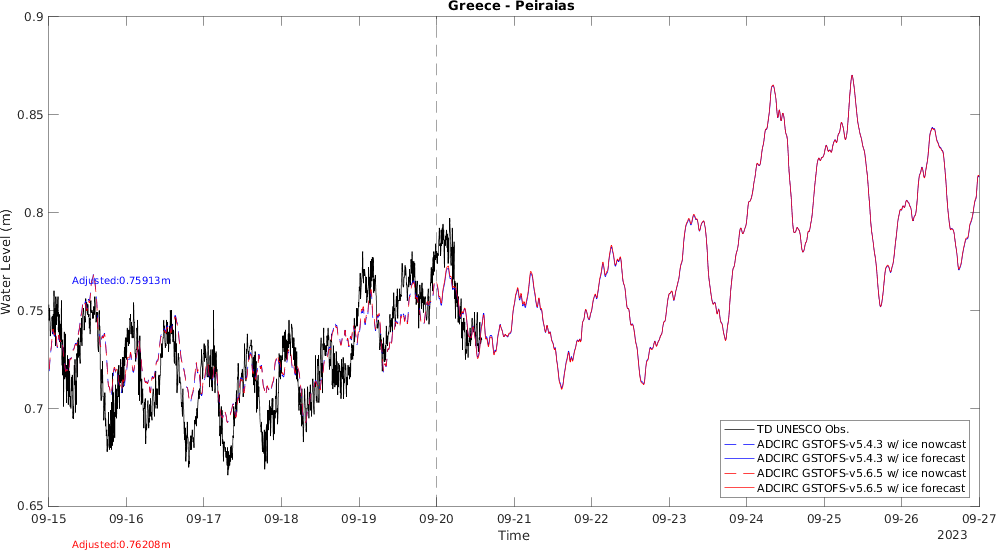 Greece - Peiraias
0.9
0.85
0.8
0.75
0.7
0.65
Water Level (m)
Adjusted:0.75913m
TD UNESCO Obs.
ADCIRC GSTOFS-v5.4.3 w/ ice nowcast
ADCIRC GSTOFS-v5.4.3 w/ ice forecast
ADCIRC GSTOFS-v5.6.5 w/ ice nowcast
ADCIRC GSTOFS-v5.6.5 w/ ice forecast
09-15 09-16 09-17 09-18 09-19 09-20 09-21 09-22 09-23 09-24 09-25 09-26 09-27
Time
2023
Adjusted:0.76208m